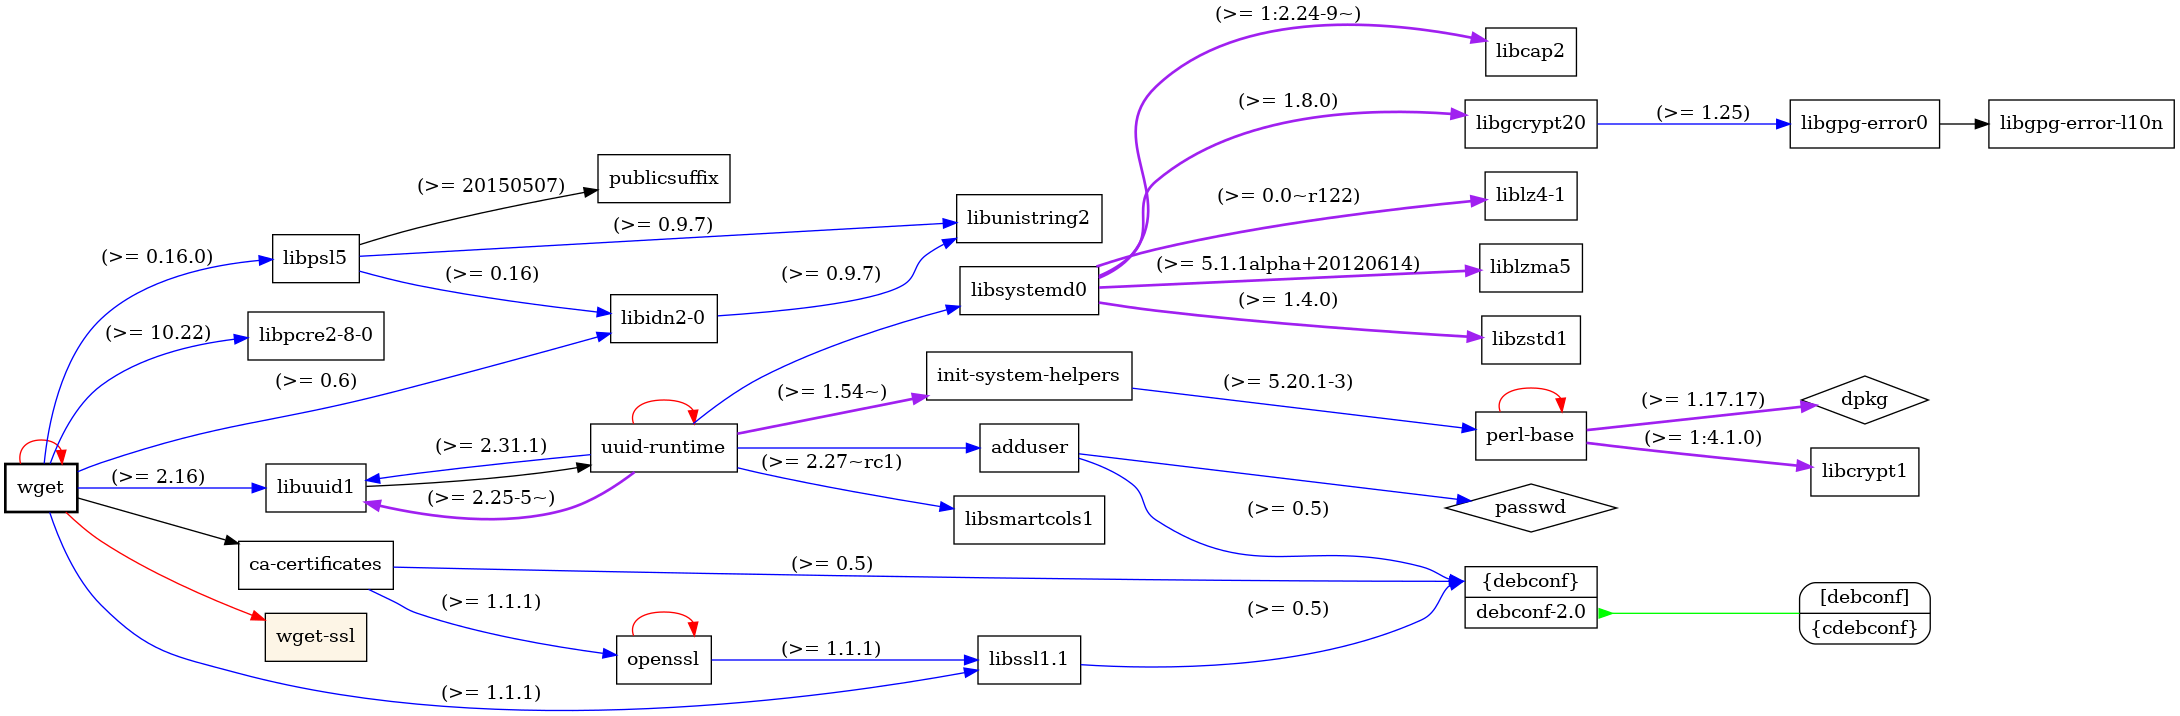 (>= 1:2.24-9~)
libcap2
(>= 1.8.0)
libgcrypt20
(>= 1.25)
libgpg-error0
libgpg-error-l10n
publicsuffix
(>= 20150507)
(>= 0.0~r122)
liblz4-1
libunistring2
(>= 0.9.7)
(>= 0.16.0)
libpsl5
(>= 0.16)
(>= 0.9.7)
(>= 5.1.1alpha+20120614)
liblzma5
libsystemd0
(>= 1.4.0)
libidn2-0
(>= 10.22)
libpcre2-8-0
libzstd1
(>= 0.6)
init-system-helpers
(>= 1.54~)
(>= 5.20.1-3)
(>= 1.17.17)
dpkg
(>= 2.31.1)
uuid-runtime
adduser
perl-base
(>= 1:4.1.0)
(>= 2.27~rc1)
libcrypt1
wget
(>= 2.16)
libuuid1
(>= 2.25-5~)
libsmartcols1
(>= 0.5)
passwd
ca-certificates
(>= 0.5)
{debconf}
debconf-2.0
[debconf]
{cdebconf}
(>= 1.1.1)
(>= 0.5)
wget-ssl
openssl
(>= 1.1.1)
libssl1.1
(>= 1.1.1)